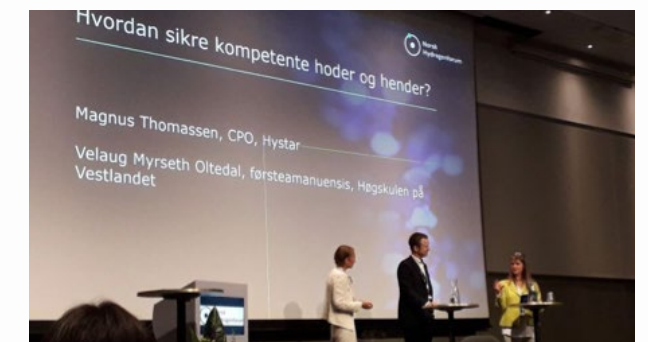 Hvordan sikre kompetente hoder og hender?
Norsk
Hydrogenforum
Magnus Thomassen, CPO, Hystar
Velaug Myrseth Oltedal, førsteamanuensis, Høgskulen på
Vestlandet